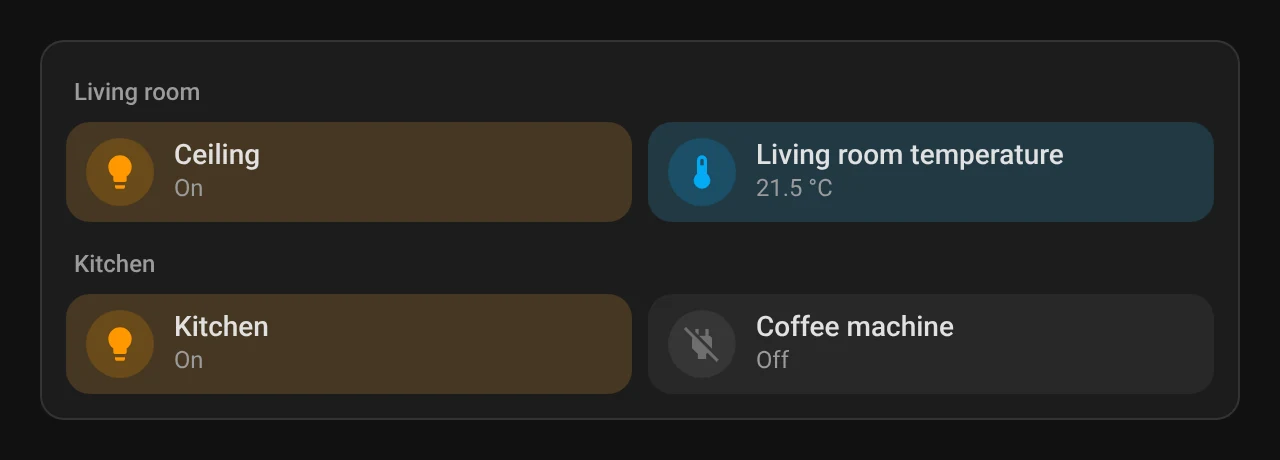 Living room
Ceiling
On
Living room temperature
21.5 °C
Kitchen
Kitchen
On
Coffee machine
Off